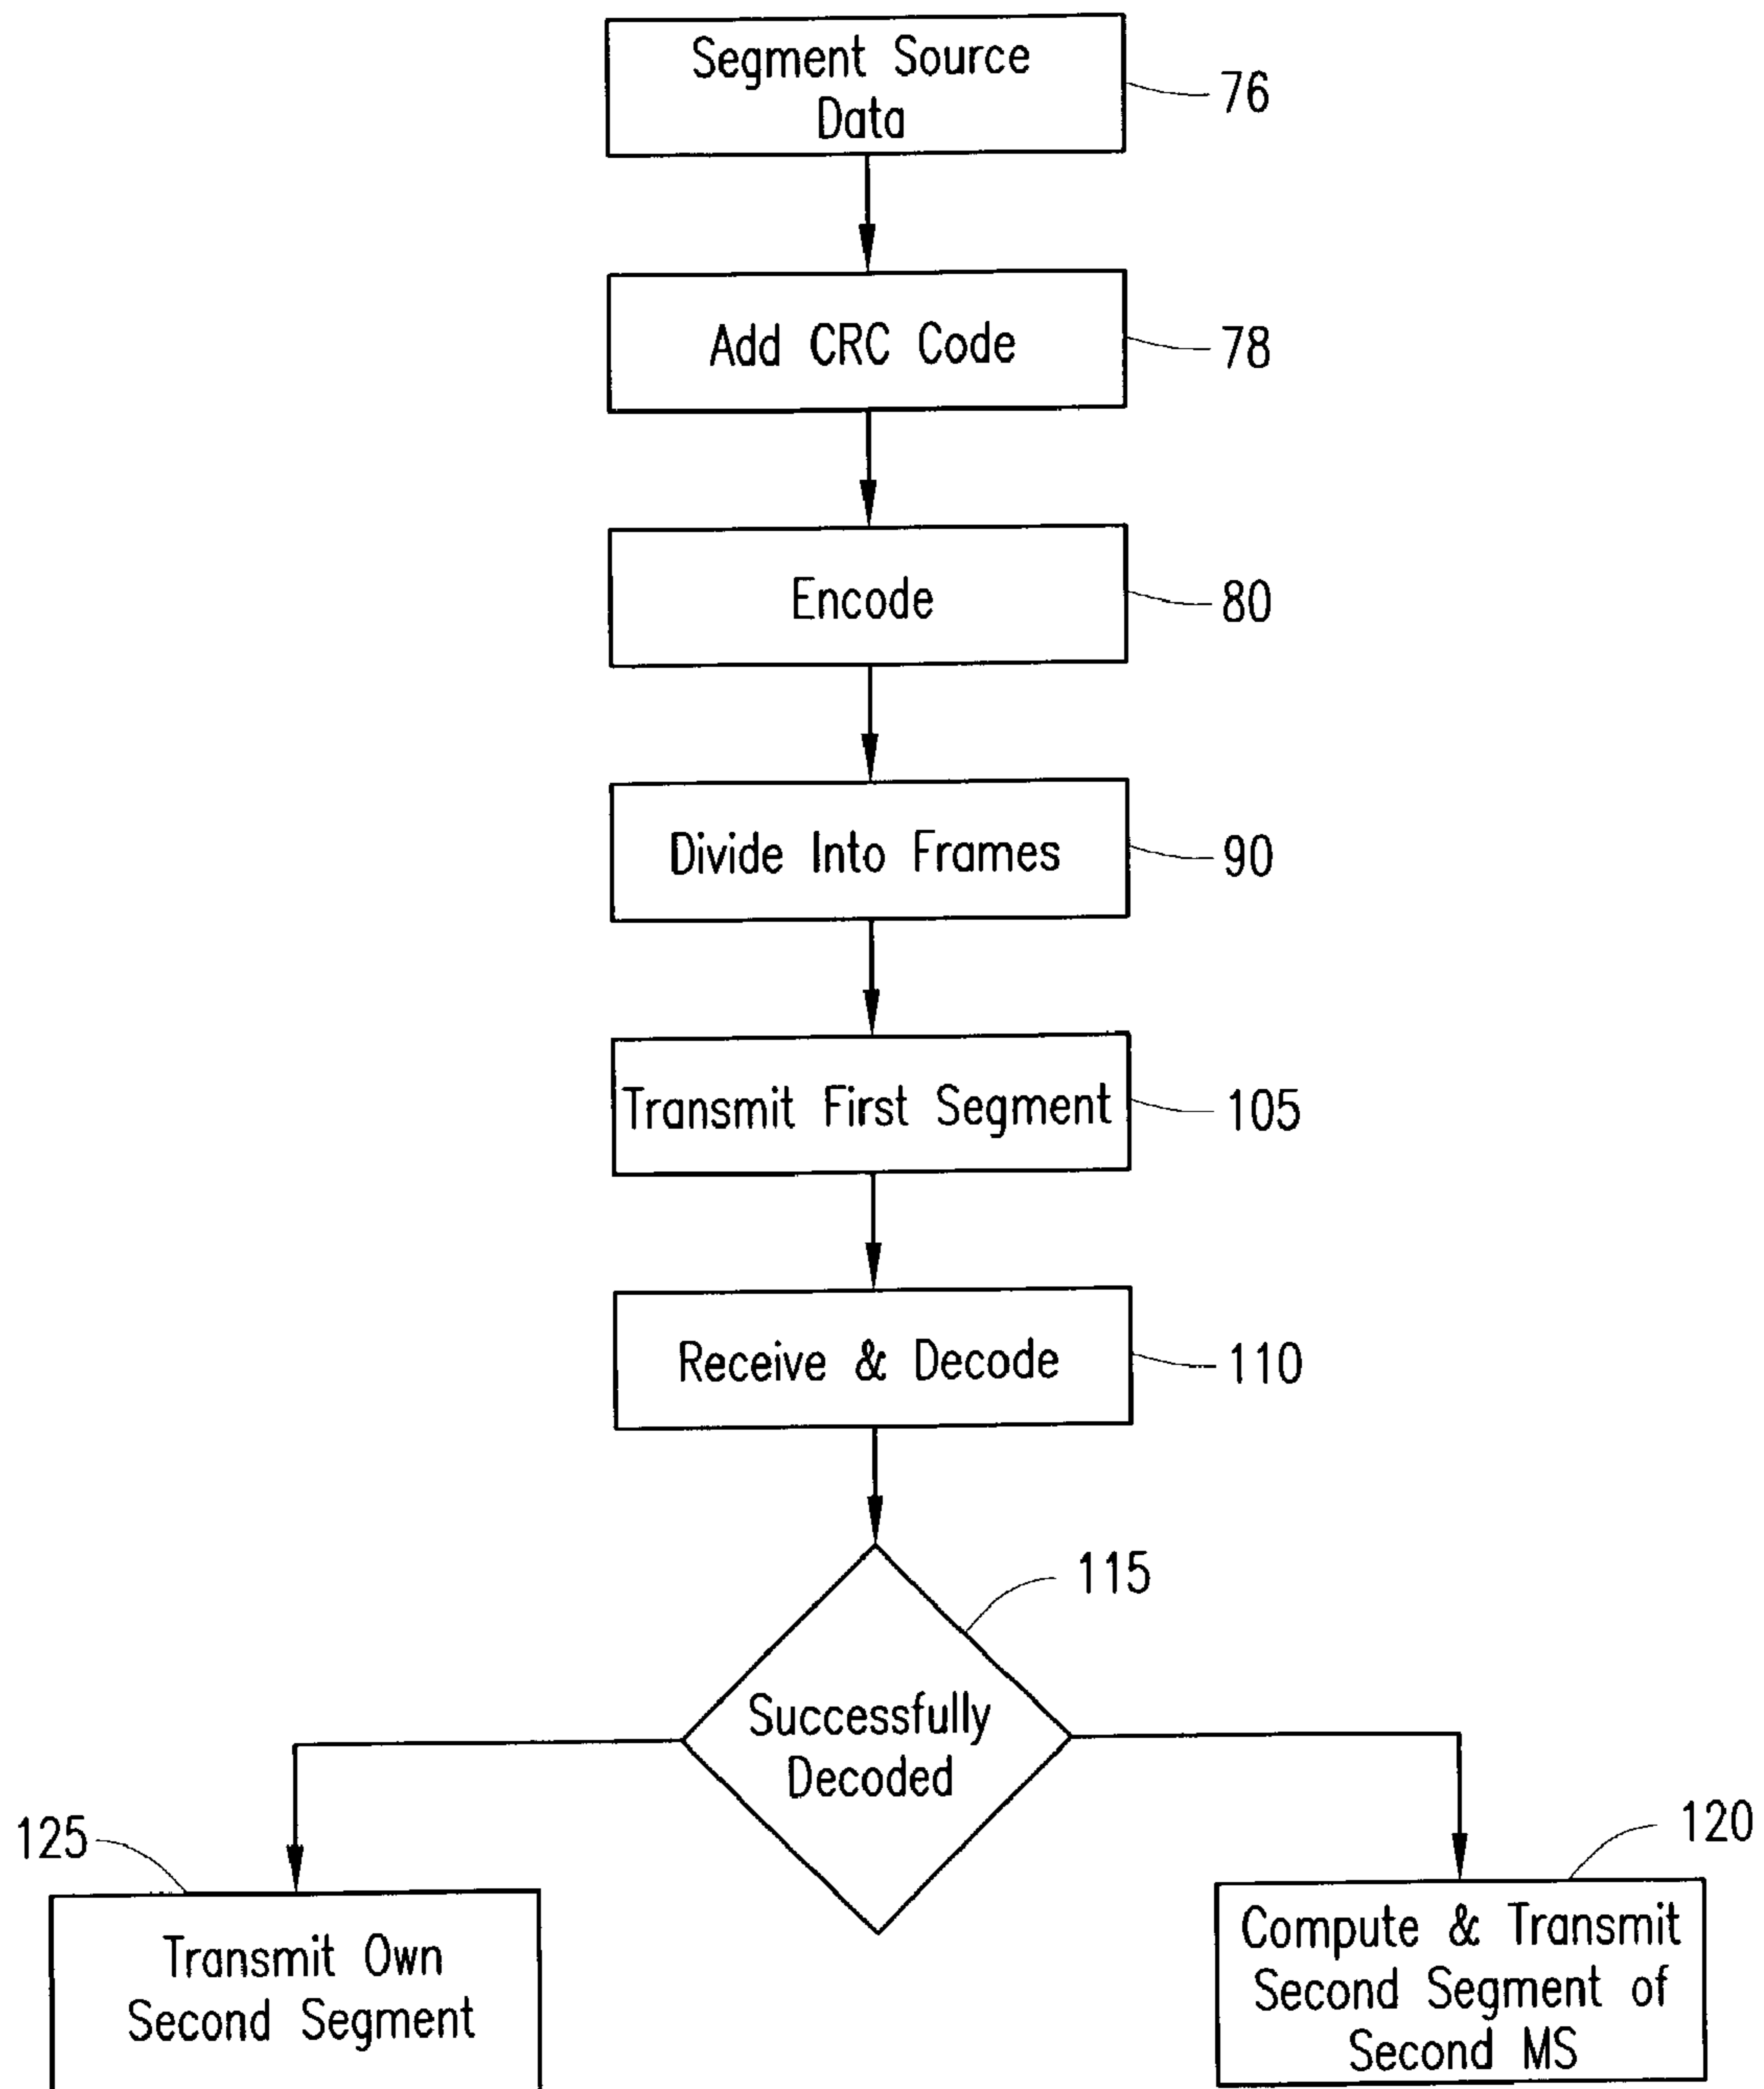 Segment Source
Data
76
Add CRC Code
78
Encode
80
Divide Into Frames
90
Transmit First Segment
105
Receive & Decode
110
115
Successfully
Decoded
125
Transmit Own
Second Segment
120
Compute & Transmit
Second Segment of
Second MS